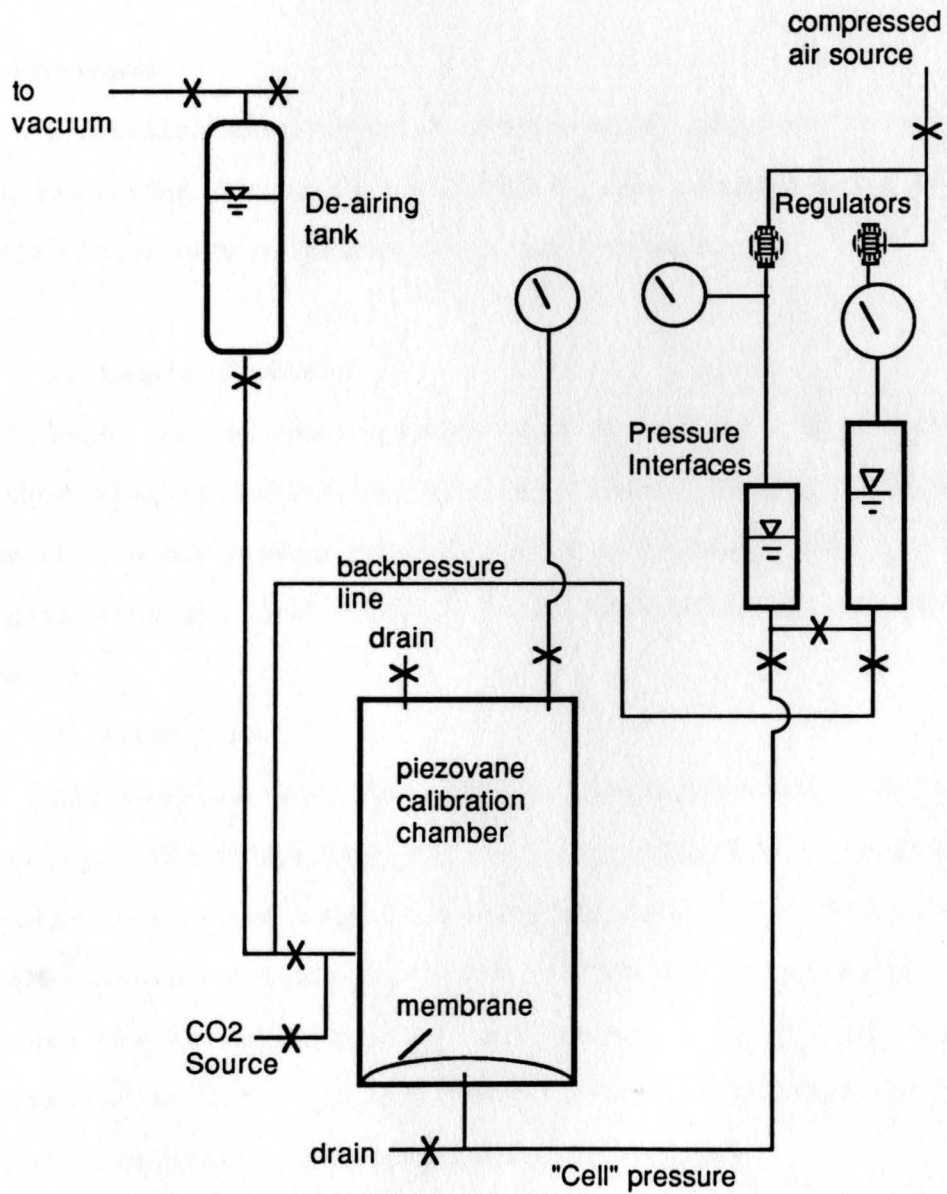 compressed
air source
to
vacuum
De-airing
tank
Regulators
Pressure
Interfaces
backpressure
line
drain
piezovane
calibration
chamber
membrane
CO2
Source
drain
"Cell" pressure